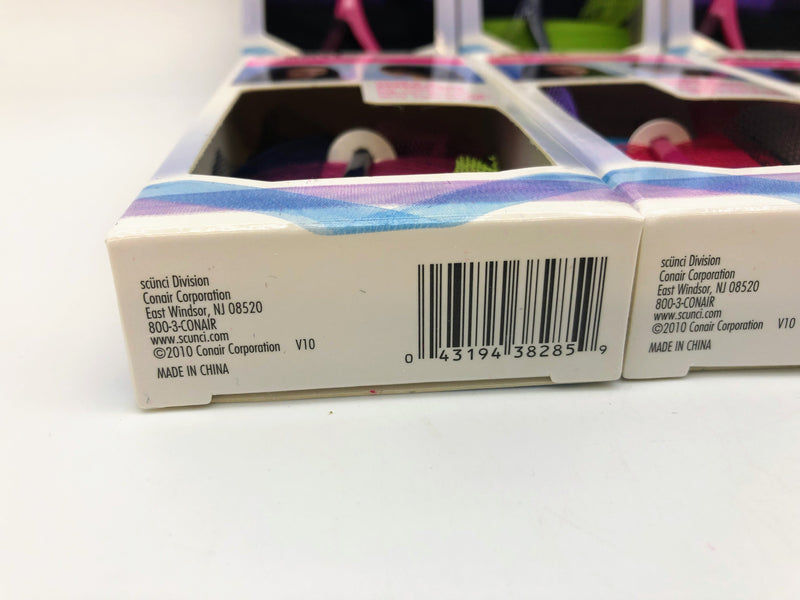 scünci Division
Conair Corporation
East Windsor, NJ 08520
800-3-CONAIR
www.scunci.com
©2010 Conair Corporation V10
MADE IN CHINA
0 43194 38285 9
scünci Division
Conair Corporation
East Windsor, NJ 08520
800-3-CONAIR
www.scunci.com
©2010 Conair Corporation V10
MADE IN CHINA